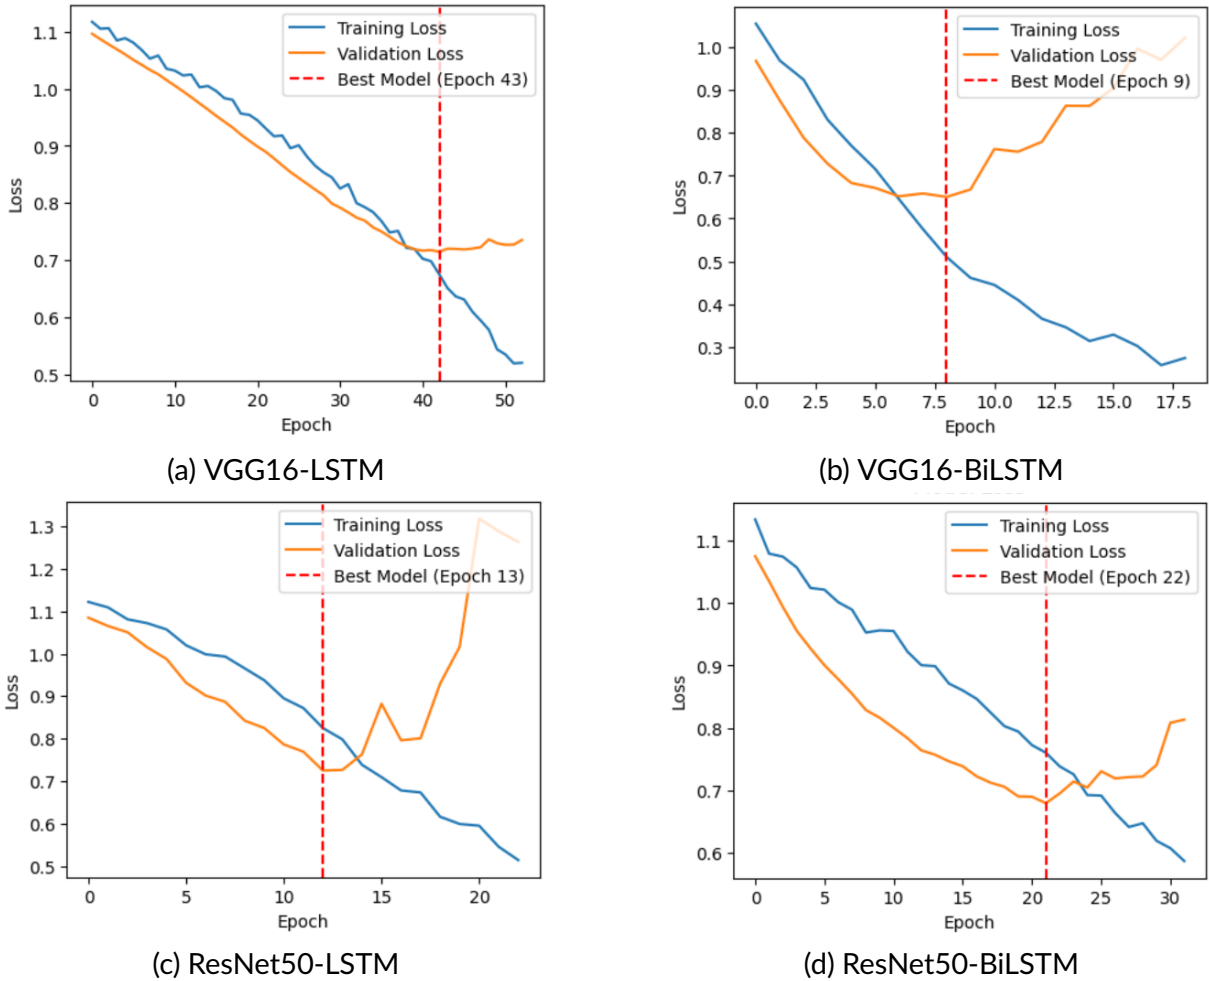 1.1
1.0
0.9
0.8
0.7
0.6
0.5
Loss
0 10 20 30 40 50
Epoch
Training Loss
Validation Loss
Best Model (Epoch 43)
(a) VGG16-LSTM
1.0
0.9
0.8
0.7
0.6
0.5
0.4
0.3
Loss
0.0 2.5 5.0 7.5 10.0 12.5 15.0 17.5
Epoch
Training Loss
Validation Loss
Best Model (Epoch 9)
(b) VGG16-BiLSTM
1.3
1.2
1.1
1.0
0.9
0.8
0.7
0.6
0.5
Loss
0 5 10 15 20
Epoch
Training Loss
Validation Loss
Best Model (Epoch 13)
(c) ResNet50-LSTM
1.1
1.0
0.9
0.8
0.7
0.6
Loss
0 5 10 15 20 25 30
Epoch
Training Loss
Validation Loss
Best Model (Epoch 22)
(d) ResNet50-BiLSTM